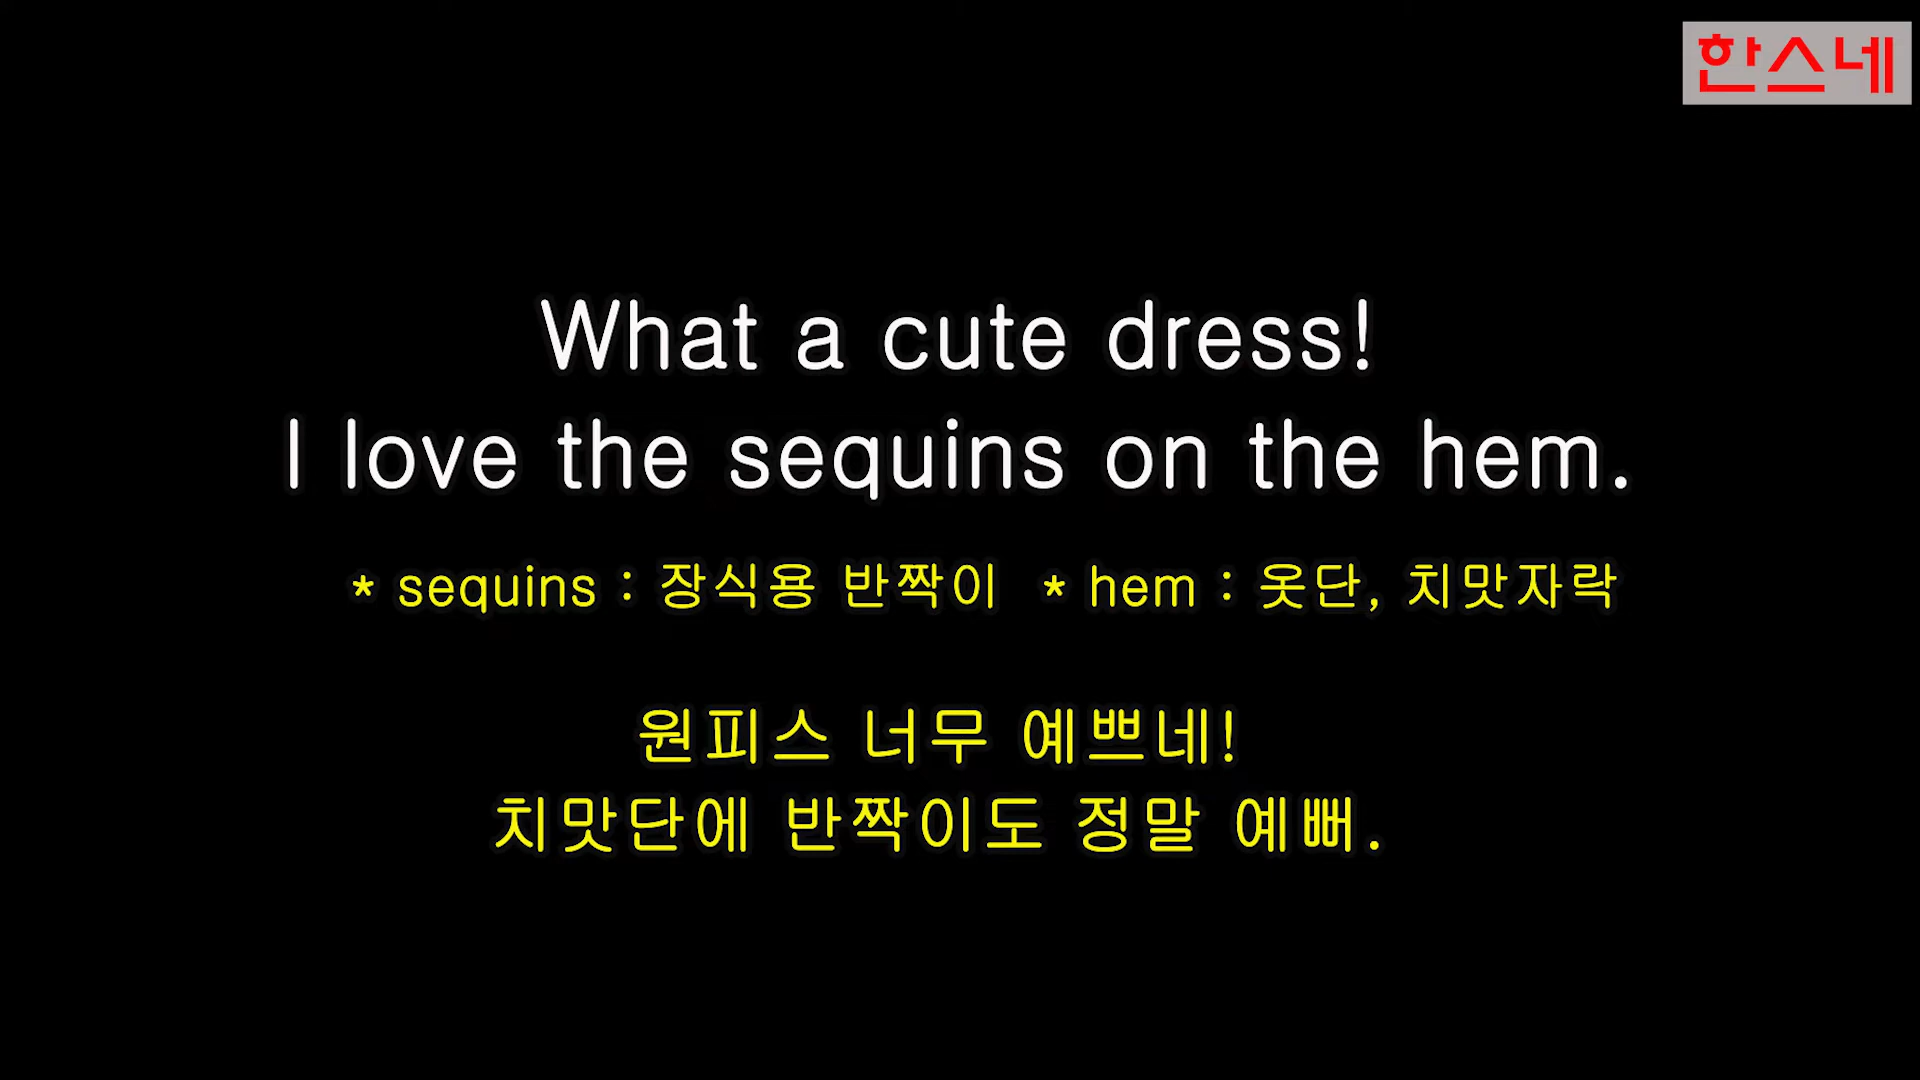 한스네
What a cute dress!
I love the sequins on the hem.
* sequins : 장식용 반짝이 * hem : 옷단, 치맛자락
원피스 너무 예쁘네!
치맛단에 반짝이도 정말 예뻐.